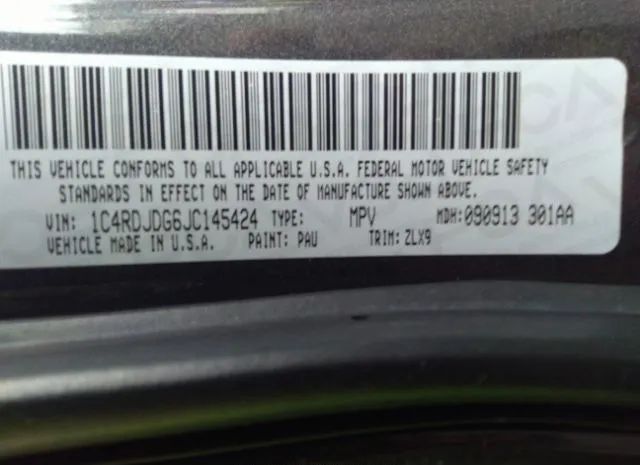 THIS VEHICLE CONFORMS TO ALL APPLICABLE U.S.A. FEDERAL MOTOR VEHICLE SAFETY
STANDARDS IN EFFECT ON THE DATE OF MANUFACTURE SHOWN ABOVE.
VIN: 1C4RDJDG6JC145424 TYPE: MPV MDH:090913 301AA
VEHICLE MADE IN U.S.A. PAINT: PAU TRIM:ZLX9